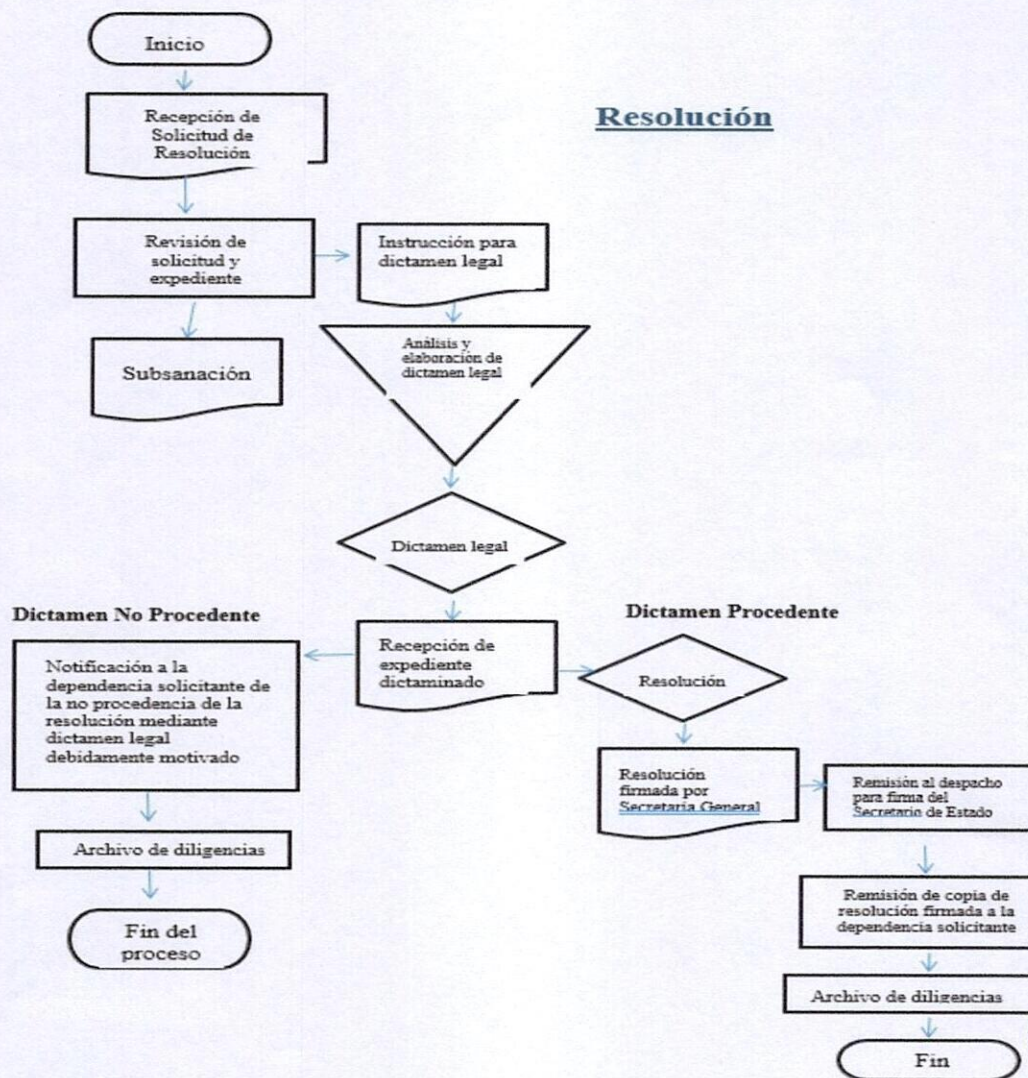 Inicio
Resolución
Recepción de
Solicitud de
Resolución
Revisión de
solicitud y
expediente
Instrucción para
dictamen legal
Subsanación
Análisis y
elaboración de
dictamen legal
Dictamen legal
Dictamen No Procedente
Dictamen Procedente
Notificación a la
dependencia solicitante de
la no procedencia de la
resolución mediante
dictamen legal
debidamente motivado
Recepción de
expediente
dictaminado
Resolución
Resolución
firmada por
Secretaría General
Remisión al despacho
para firma del
Secretario de Estado
Archivo de diligencias
Remisión de copia de
resolución firmada a la
dependencia solicitante
Fin del
proceso
Archivo de diligencias
Fin